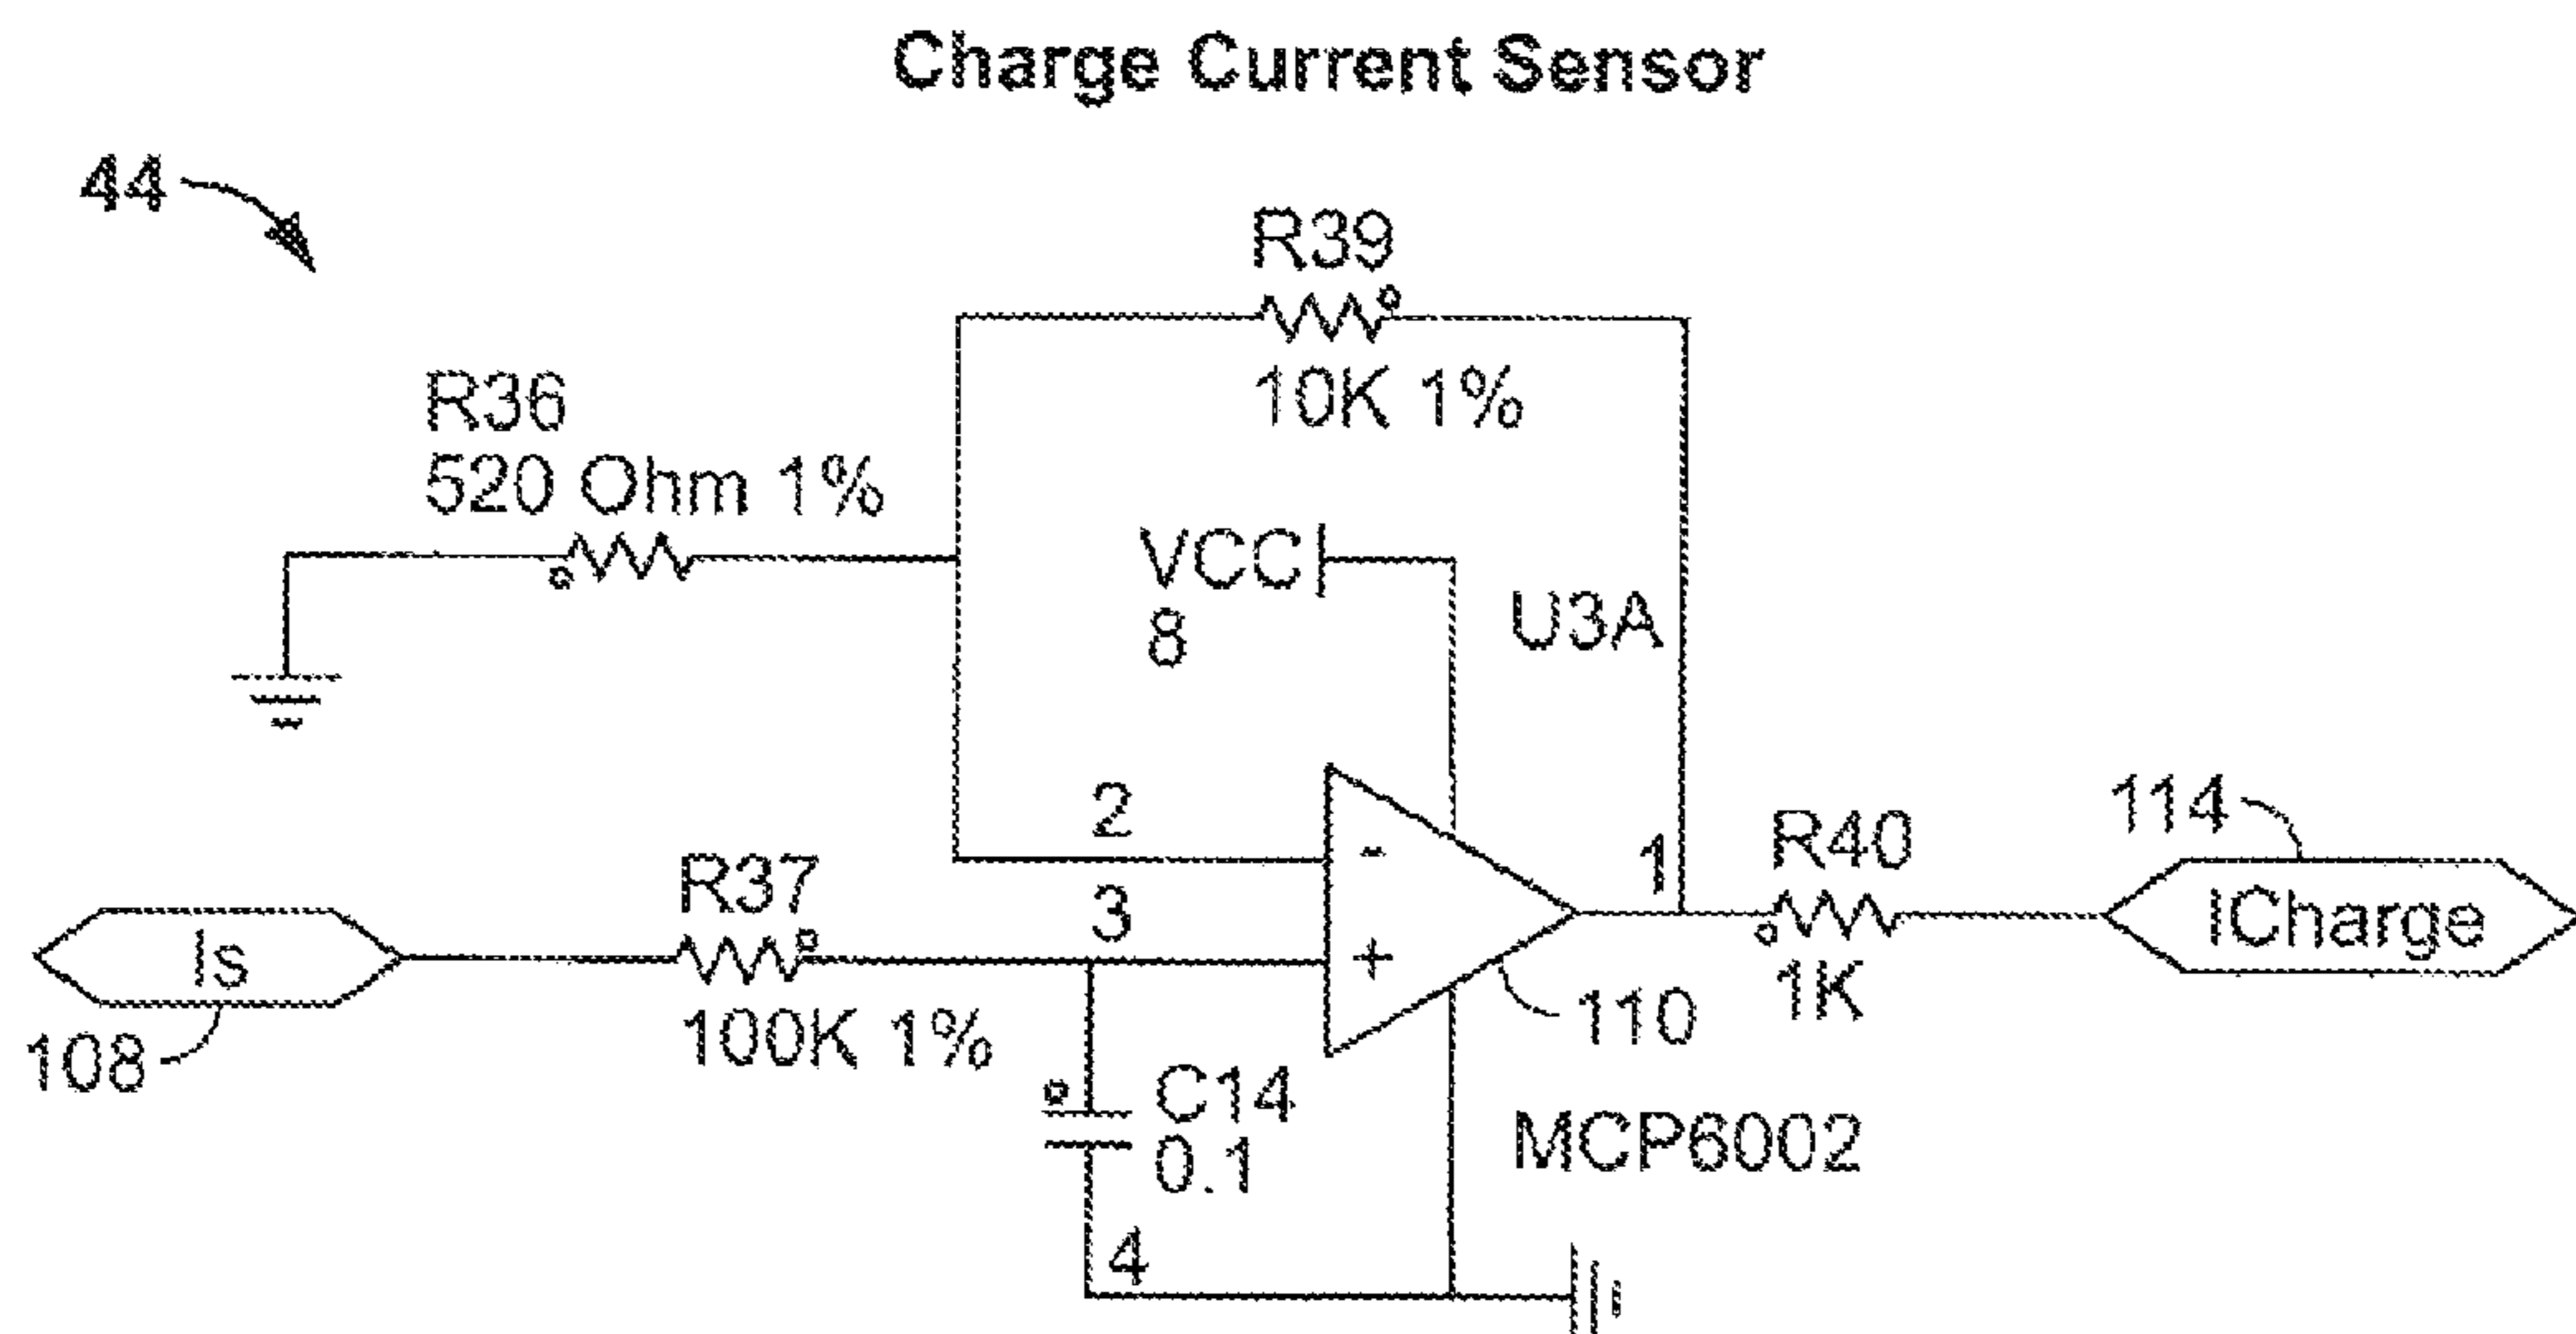 Charge Current Sensor
44
R39
10K 1%
R36
520 Ohm 1%
VCC
8
U3A
2
3
-
+
1
R37
100K 1%
Is
108
R40
1K
114
ICharge
110
C14
0.1
4
MCP6002